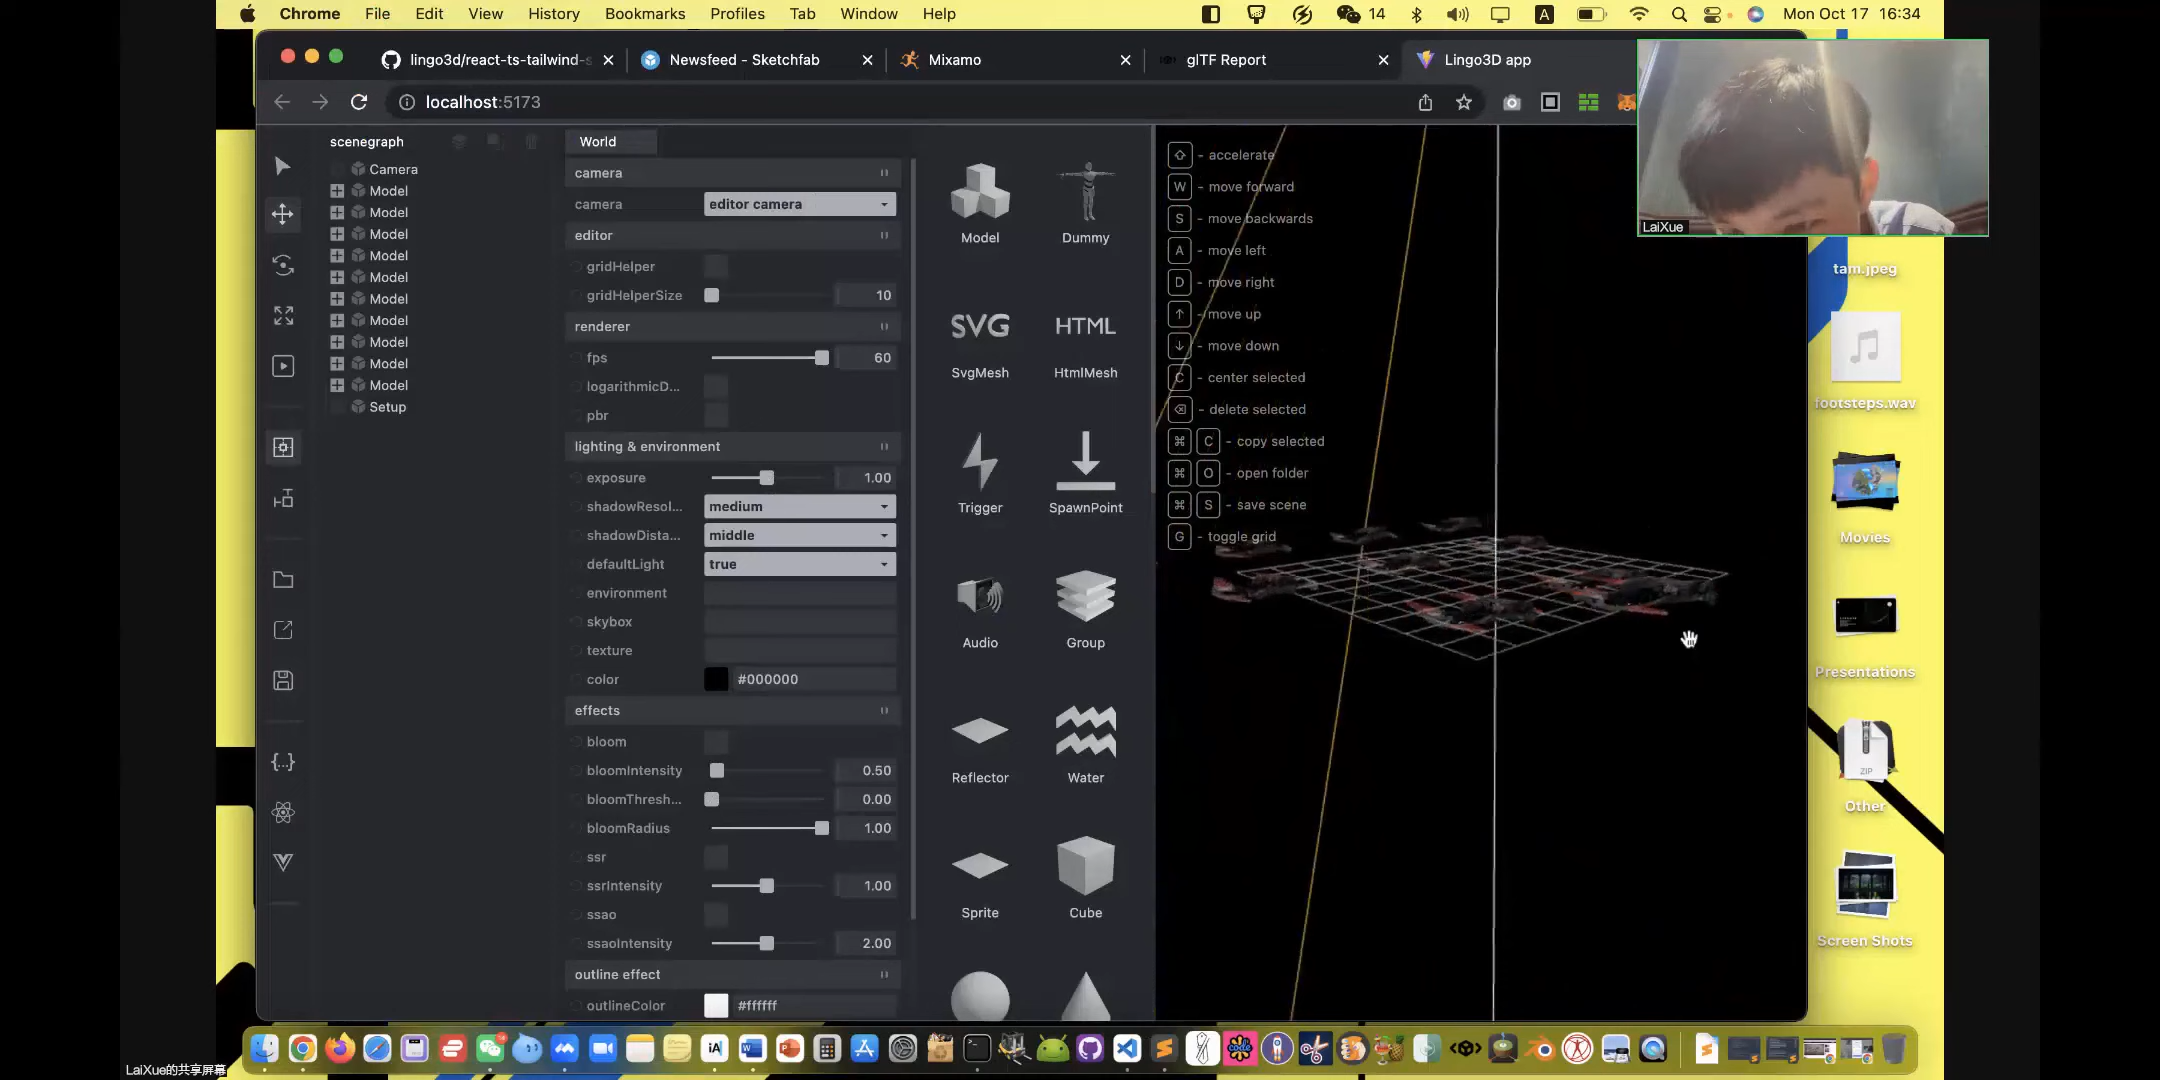 Chrome File Edit View History Bookmarks Profiles Tab Window Help
14
A
Mon Oct 17 16:34
lingo3d/react-ts-tailwind-s
Newsfeed - Sketchfab
Mixamo
glTF Report
Lingo3D app
localhost:5173
scenegraph
Camera
Model
Model
Model
Model
Model
Model
Model
Model
Model
Model
Setup
World
camera
camera editor camera
editor
gridHelper
gridHelperSize 10
renderer
fps 60
logarithmicD...
pbr
lighting & environment
exposure 1.00
shadowResol... medium
shadowDista... middle
defaultLight true
environment
skybox
texture
color #000000
effects
bloom
bloomIntensity 0.50
bloomThresh... 0.00
bloomRadius 1.00
ssr
ssrIntensity 1.00
ssao
ssaoIntensity 2.00
outline effect
outlineColor #ffffff
Model
Dummy
SVG
HTML
SvgMesh
HtmlMesh
Trigger
SpawnPoint
Audio
Group
Reflector
Water
Sprite
Cube
- accelerate
W - move forward
S - move backwards
A - move left
D - move right
↑ - move up
↓ - move down
C - center selected
- delete selected
⌘ C - copy selected
⌘ O - open folder
⌘ S - save scene
G - toggle grid
LaiXue
tam.jpeg
footsteps.wav
Movies
Presentations
ZIP
Other
Screen Shots
LaiXue的共享屏幕